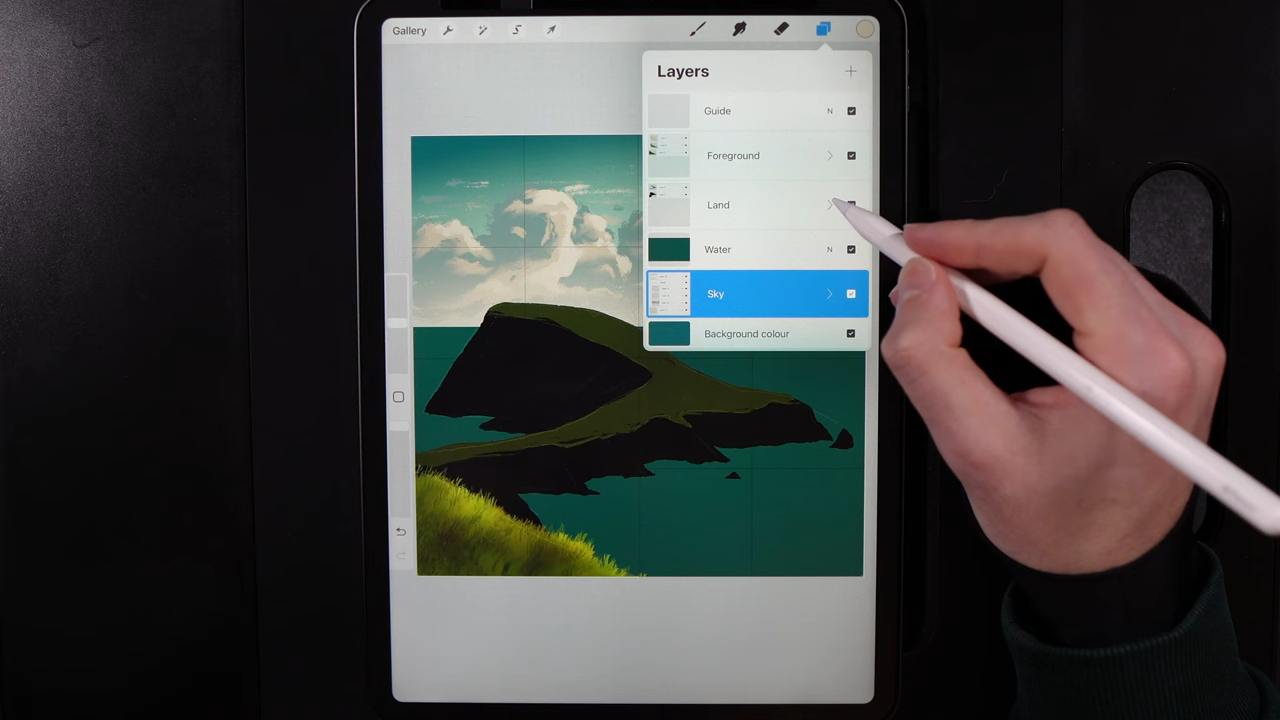 Gallery
Layers
Guide N
Foreground
Land
Water N
Sky
Background colour